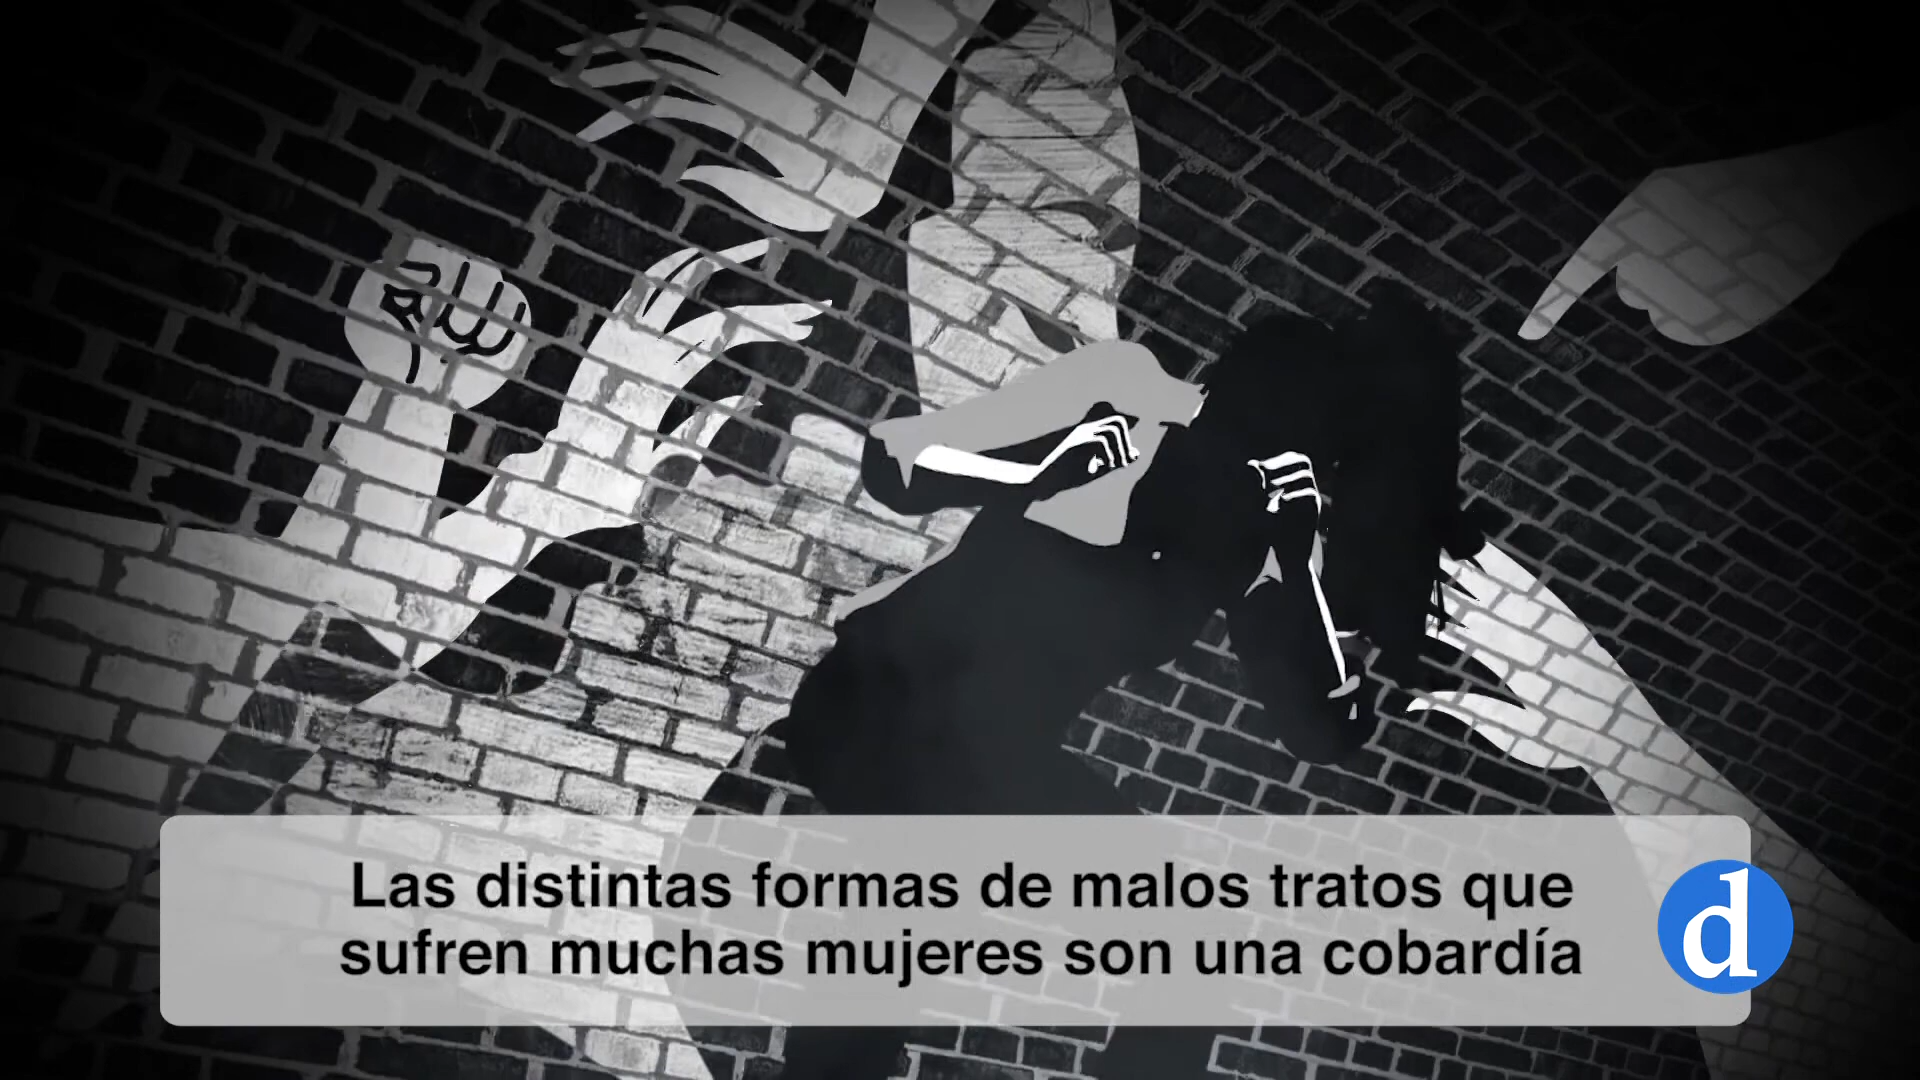 Las distintas formas de malos tratos que
sufren muchas mujeres son una cobardía
d